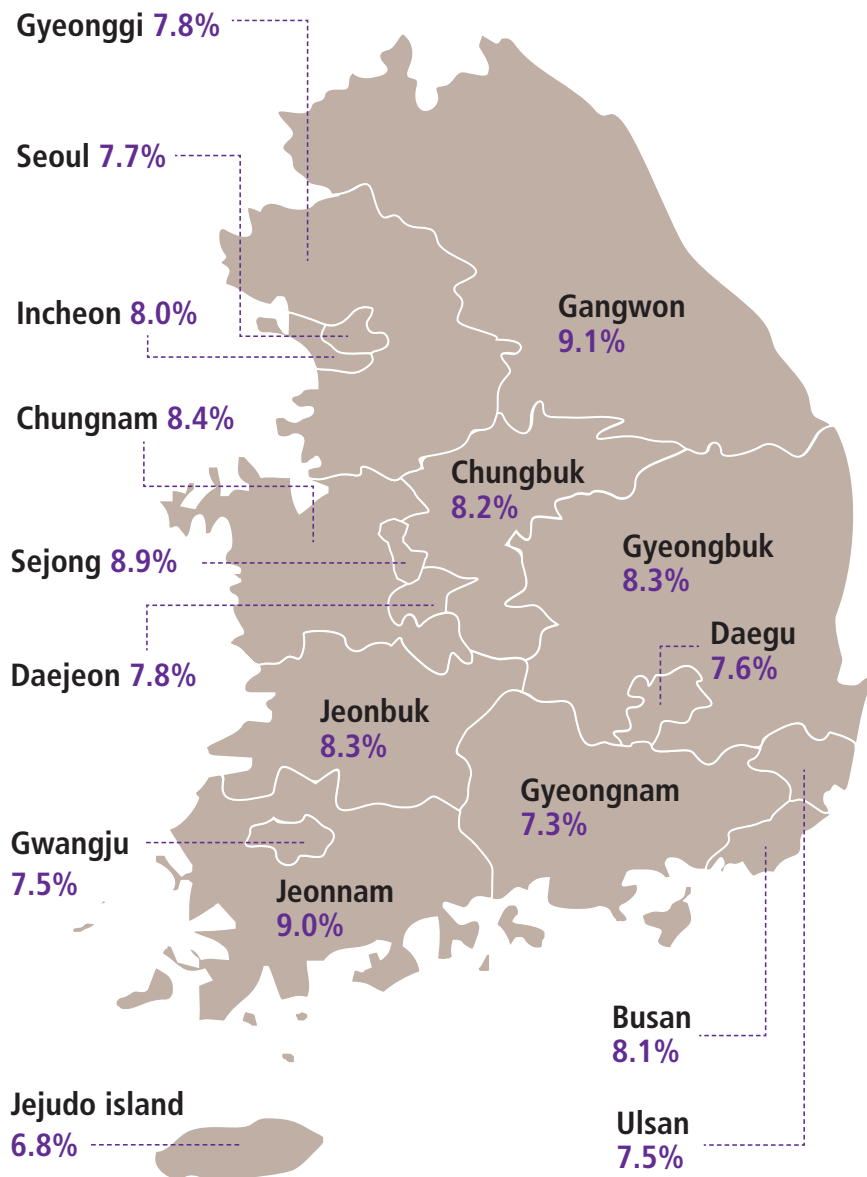 Gyeonggi 7.8%
Seoul 7.7%
Incheon 8.0%
Gangwon
9.1%
Chungnam 8.4%
Chungbuk
8.2%
Sejong 8.9%
Gyeongbuk
8.3%
Daegu
7.6%
Daejeon 7.8%
Jeonbuk
8.3%
Gyeongnam
7.3%
Gwangju
7.5%
Jeonnam
9.0%
Busan
8.1%
Jejudo island
6.8%
Ulsan
7.5%